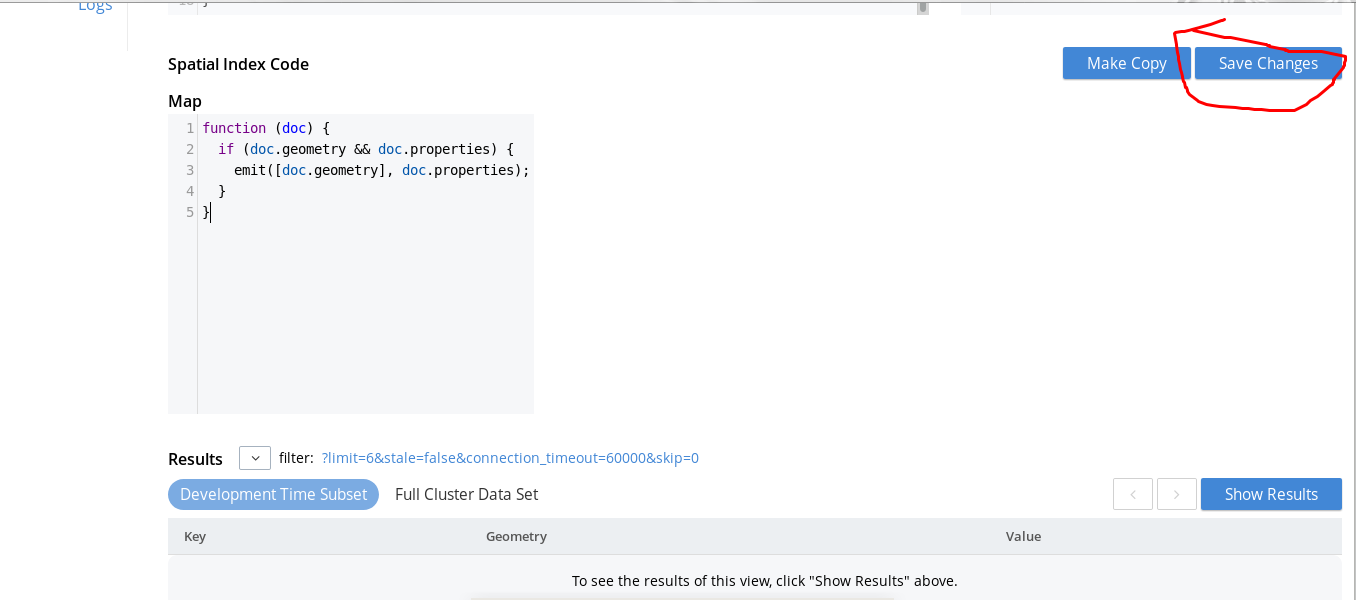 Logs
Spatial Index Code
Make Copy
Save Changes
Map
1 function (doc) {
2 if (doc.geometry && doc.properties) {
3 emit([doc.geometry], doc.properties);
4 }
5 }
Results filter: ?limit=6&stale=false&connection_timeout=60000&skip=0
Development Time Subset Full Cluster Data Set
Show Results
Key Geometry Value
To see the results of this view, click "Show Results" above.